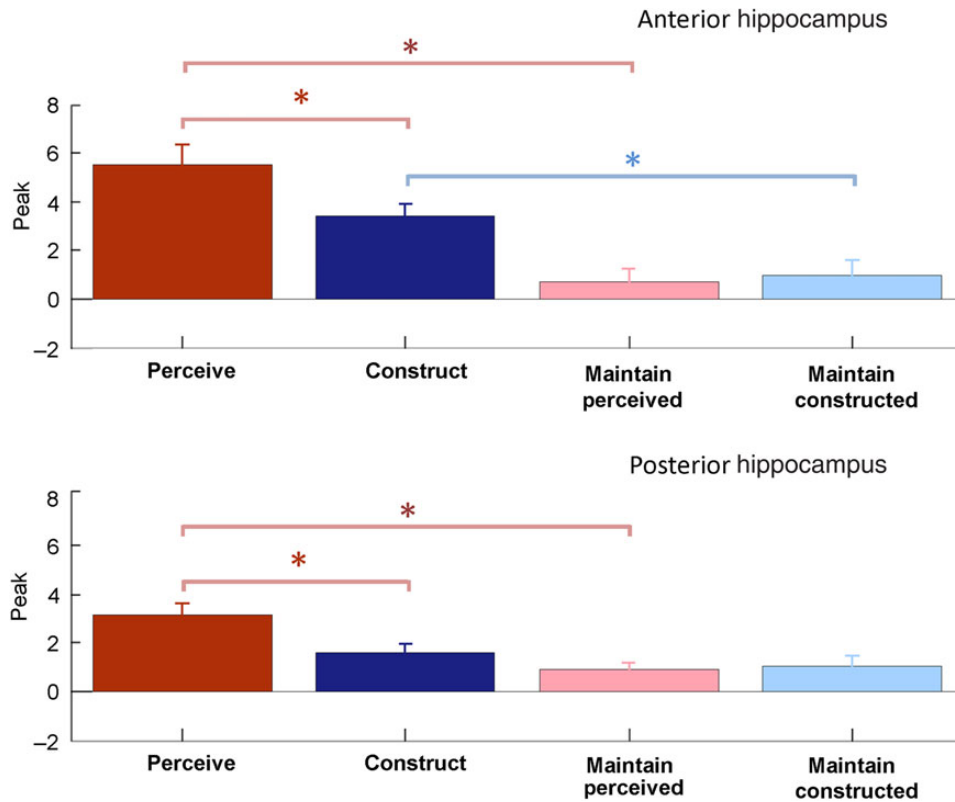 Anterior hippocampus
*
*
*
8
6
4
2
0
–2
Peak
Perceive
Construct
Maintain
perceived
Maintain
constructed
Posterior hippocampus
*
*
8
6
4
2
0
–2
Peak
Perceive
Construct
Maintain
perceived
Maintain
constructed